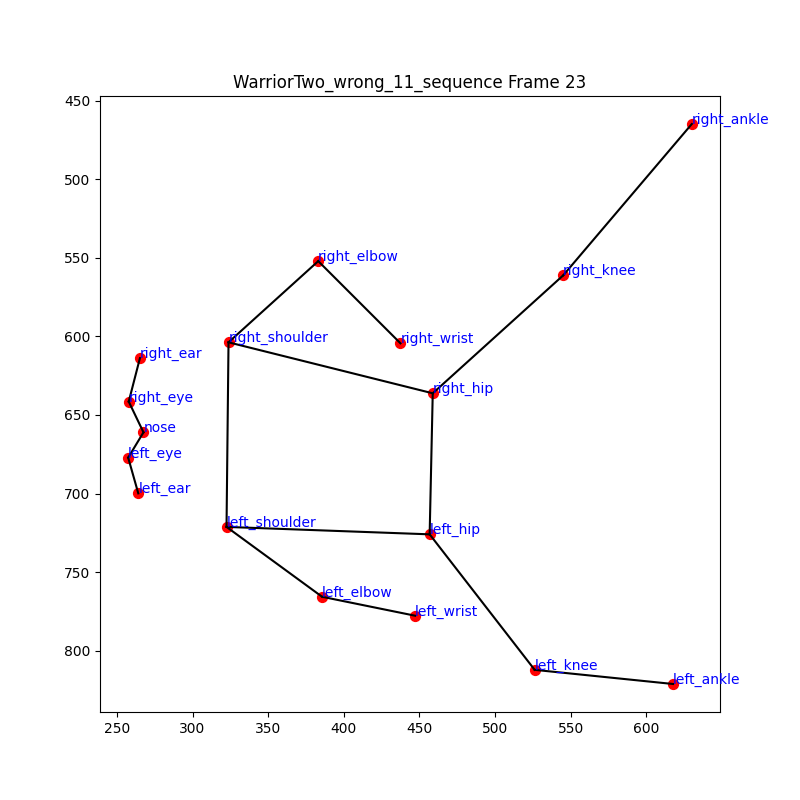 WarriorTwo_wrong_11_sequence Frame 23
450
right_ankle
500
550
right_elbow
right_knee
600
right_shoulder
right_wrist
right_ear
right_hip
right_eye
650
nose
left_eye
left_ear
700
left_shoulder
left_hip
750
left_elbow
left_wrist
800
left_knee
left_ankle
250 300 350 400 450 500 550 600